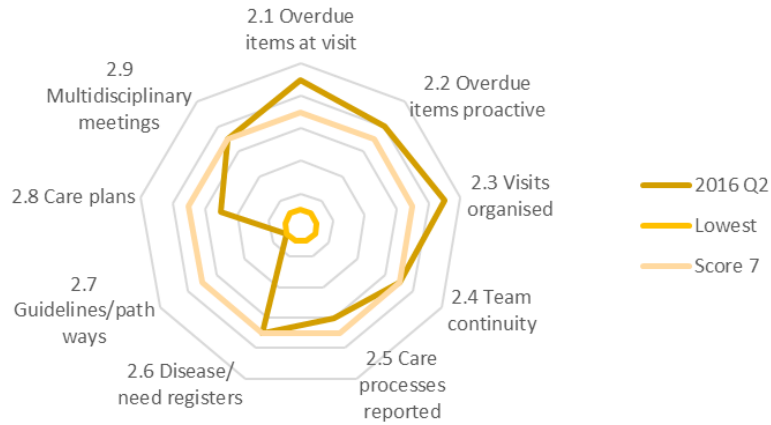 2.1 Overdue
items at visit
2.2 Overdue
items proactive
2.3 Visits
organised
2.4 Team
continuity
2.5 Care
processes
reported
2.6 Disease/
need registers
2.7
Guidelines/path
ways
2.8 Care plans
2.9
Multidisciplinary
meetings
2016 Q2
Lowest
Score 7